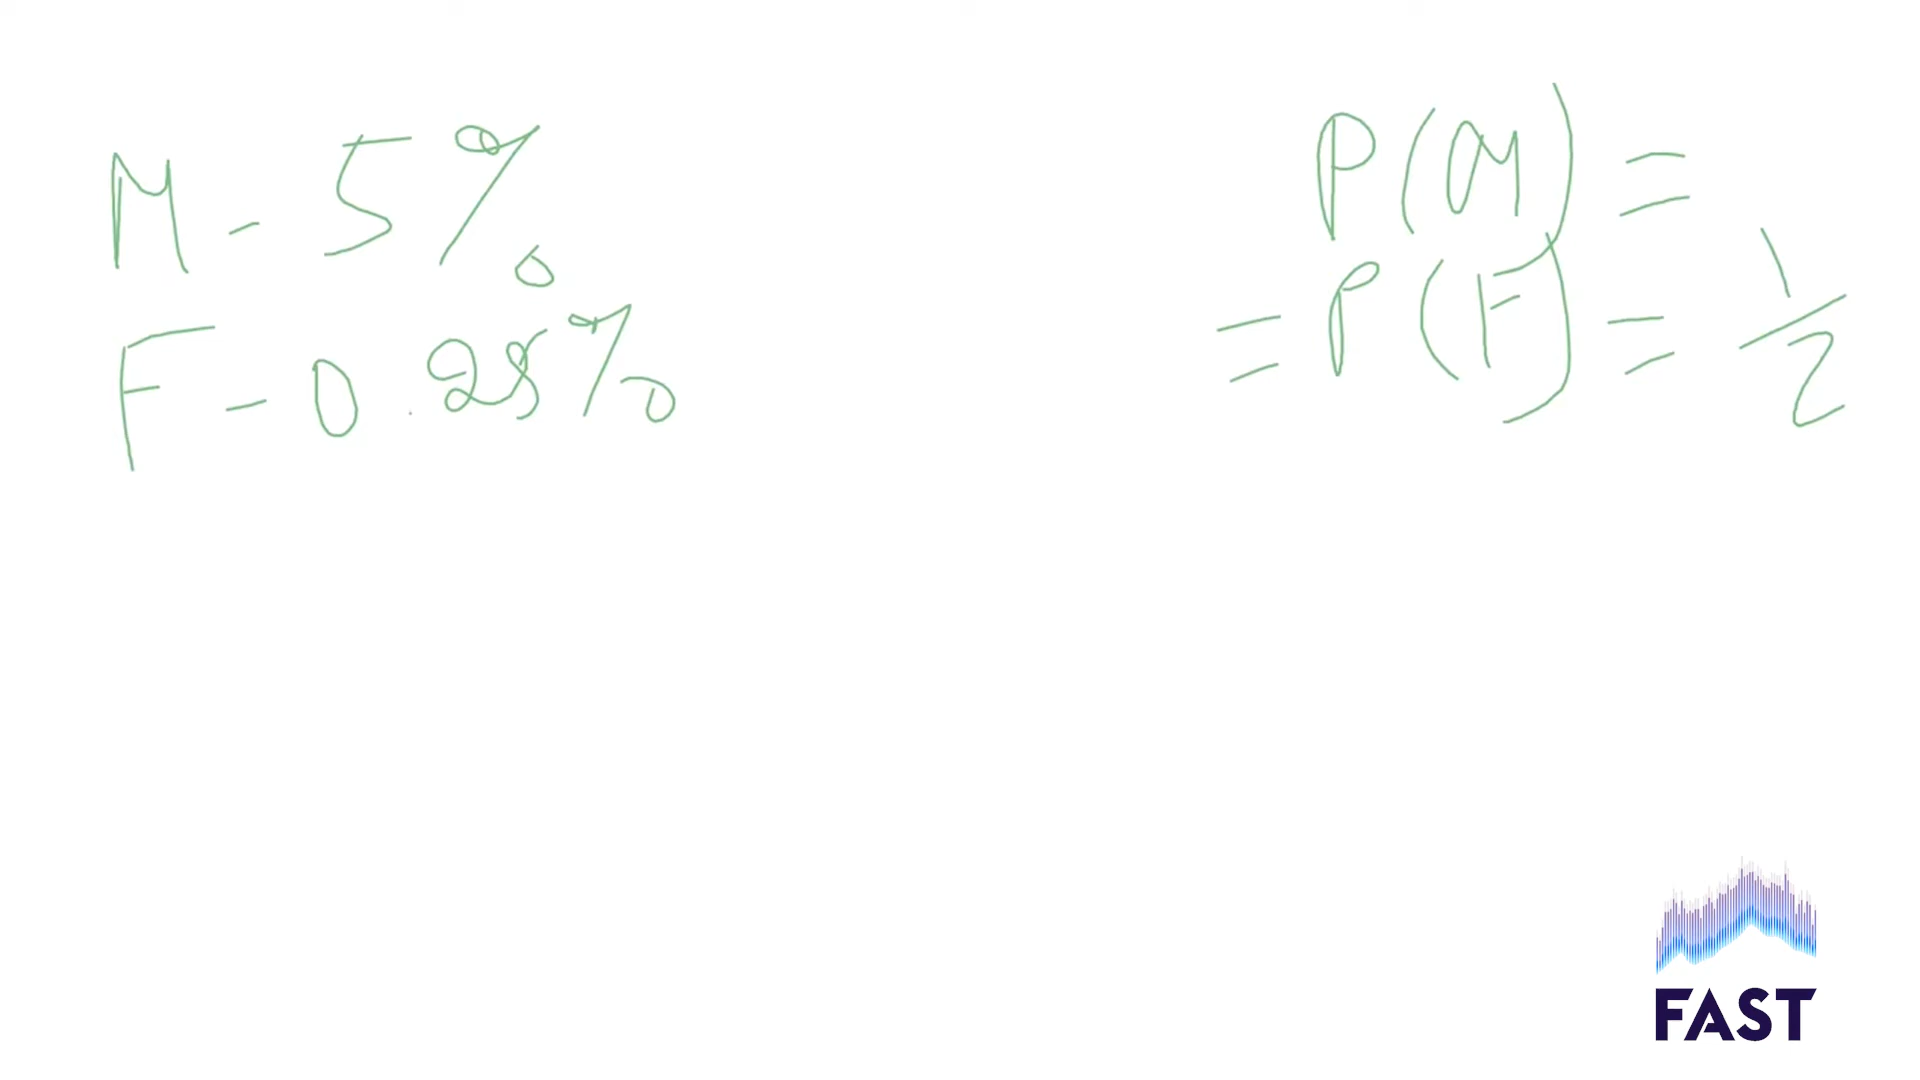 M - 5%
F - 0.25%
P(M) =
= P(F) = 1/2
FAST